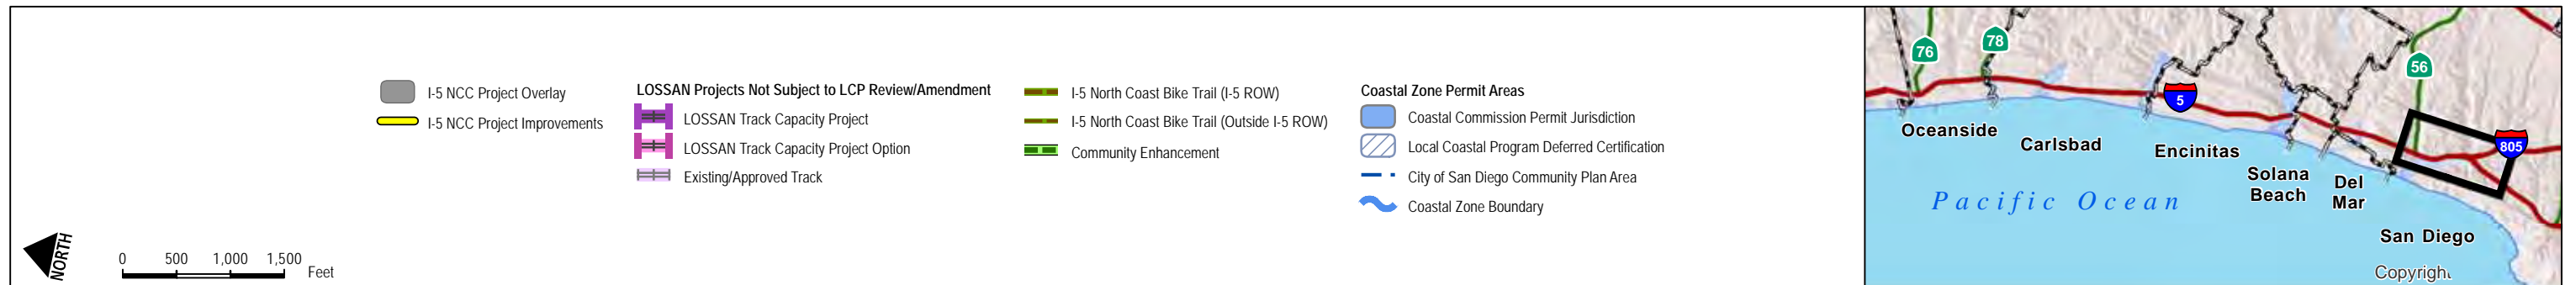 I-5 NCC Project Overlay
I-5 NCC Project Improvements
LOSSAN Projects Not Subject to LCP Review/Amendment
LOSSAN Track Capacity Project
LOSSAN Track Capacity Project Option
Existing/Approved Track
I-5 North Coast Bike Trail (I-5 ROW)
I-5 North Coast Bike Trail (Outside I-5 ROW)
Community Enhancement
Coastal Zone Permit Areas
Coastal Commission Permit Jurisdiction
Local Coastal Program Deferred Certification
City of San Diego Community Plan Area
Coastal Zone Boundary
NORTH
0 500 1,000 1,500
Feet
76
78
56
5
805
Oceanside
Carlsbad
Encinitas
Solana
Beach
Del
Mar
Pacific Ocean
San Diego